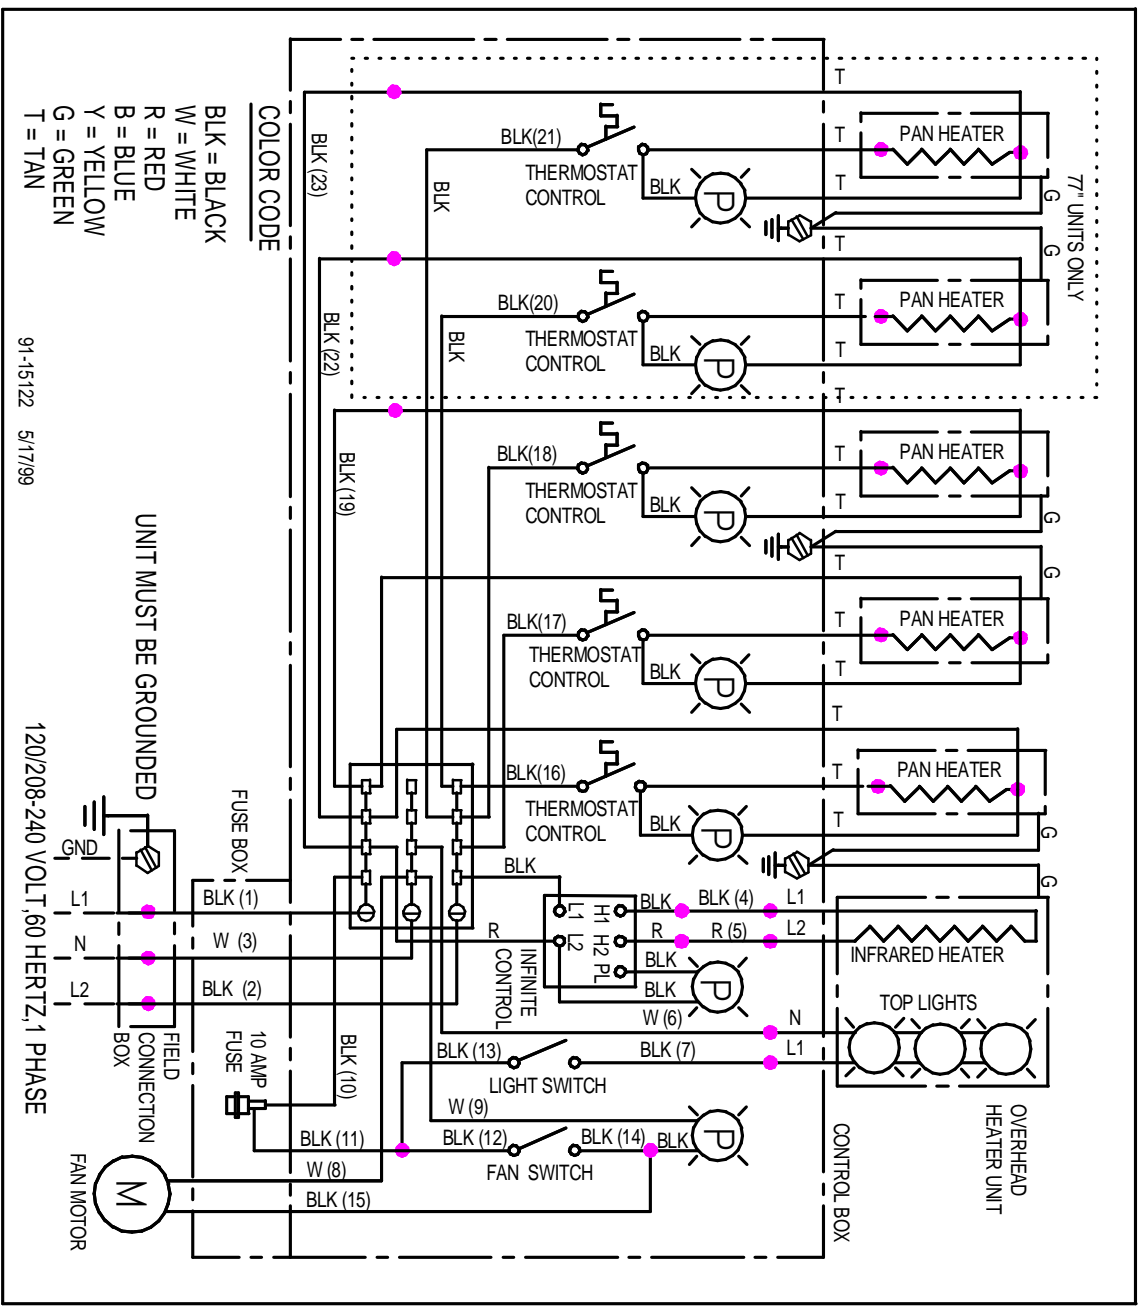 T
BLK (23)
BLK(21)
THERMOSTAT
CONTROL
BLK
BLK
P
T
T
PAN HEATER
G
77" UNITS ONLY
T
G
BLK (22)
BLK(20)
THERMOSTAT
CONTROL
BLK
BLK
P
T
T
PAN HEATER
T
BLK (19)
BLK(18)
THERMOSTAT
CONTROL
BLK
P
T
T
PAN HEATER
G
T
G
BLK(17)
THERMOSTAT
CONTROL
BLK
P
T
T
PAN HEATER
T
BLK(16)
THERMOSTAT
CONTROL
BLK
P
T
T
PAN HEATER
G
G
COLOR CODE
BLK = BLACK
W = WHITE
R = RED
B = BLUE
Y = YELLOW
G = GREEN
T = TAN
91-15122 5/17/99
UNIT MUST BE GROUNDED
120/208-240 VOLT,60 HERTZ,1 PHASE
FUSE BOX
GND
L1
N
L2
BLK (1)
W (3)
BLK (2)
FIELD
CONNECTION
BOX
BLK
R
L1
L2
H1
H2
PL
INFINITE
CONTROL
BLK
BLK (4)
L1
R
R (5)
L2
BLK
BLK
P
INFRARED HEATER
TOP LIGHTS
W (6)
N
BLK (13)
BLK (7)
L1
LIGHT SWITCH
OVERHEAD
HEATER UNIT
10 AMP
FUSE
BLK (10)
W (9)
BLK (11)
BLK (12)
BLK (14)
BLK
P
FAN SWITCH
W (8)
BLK (15)
M
FAN MOTOR
CONTROL BOX